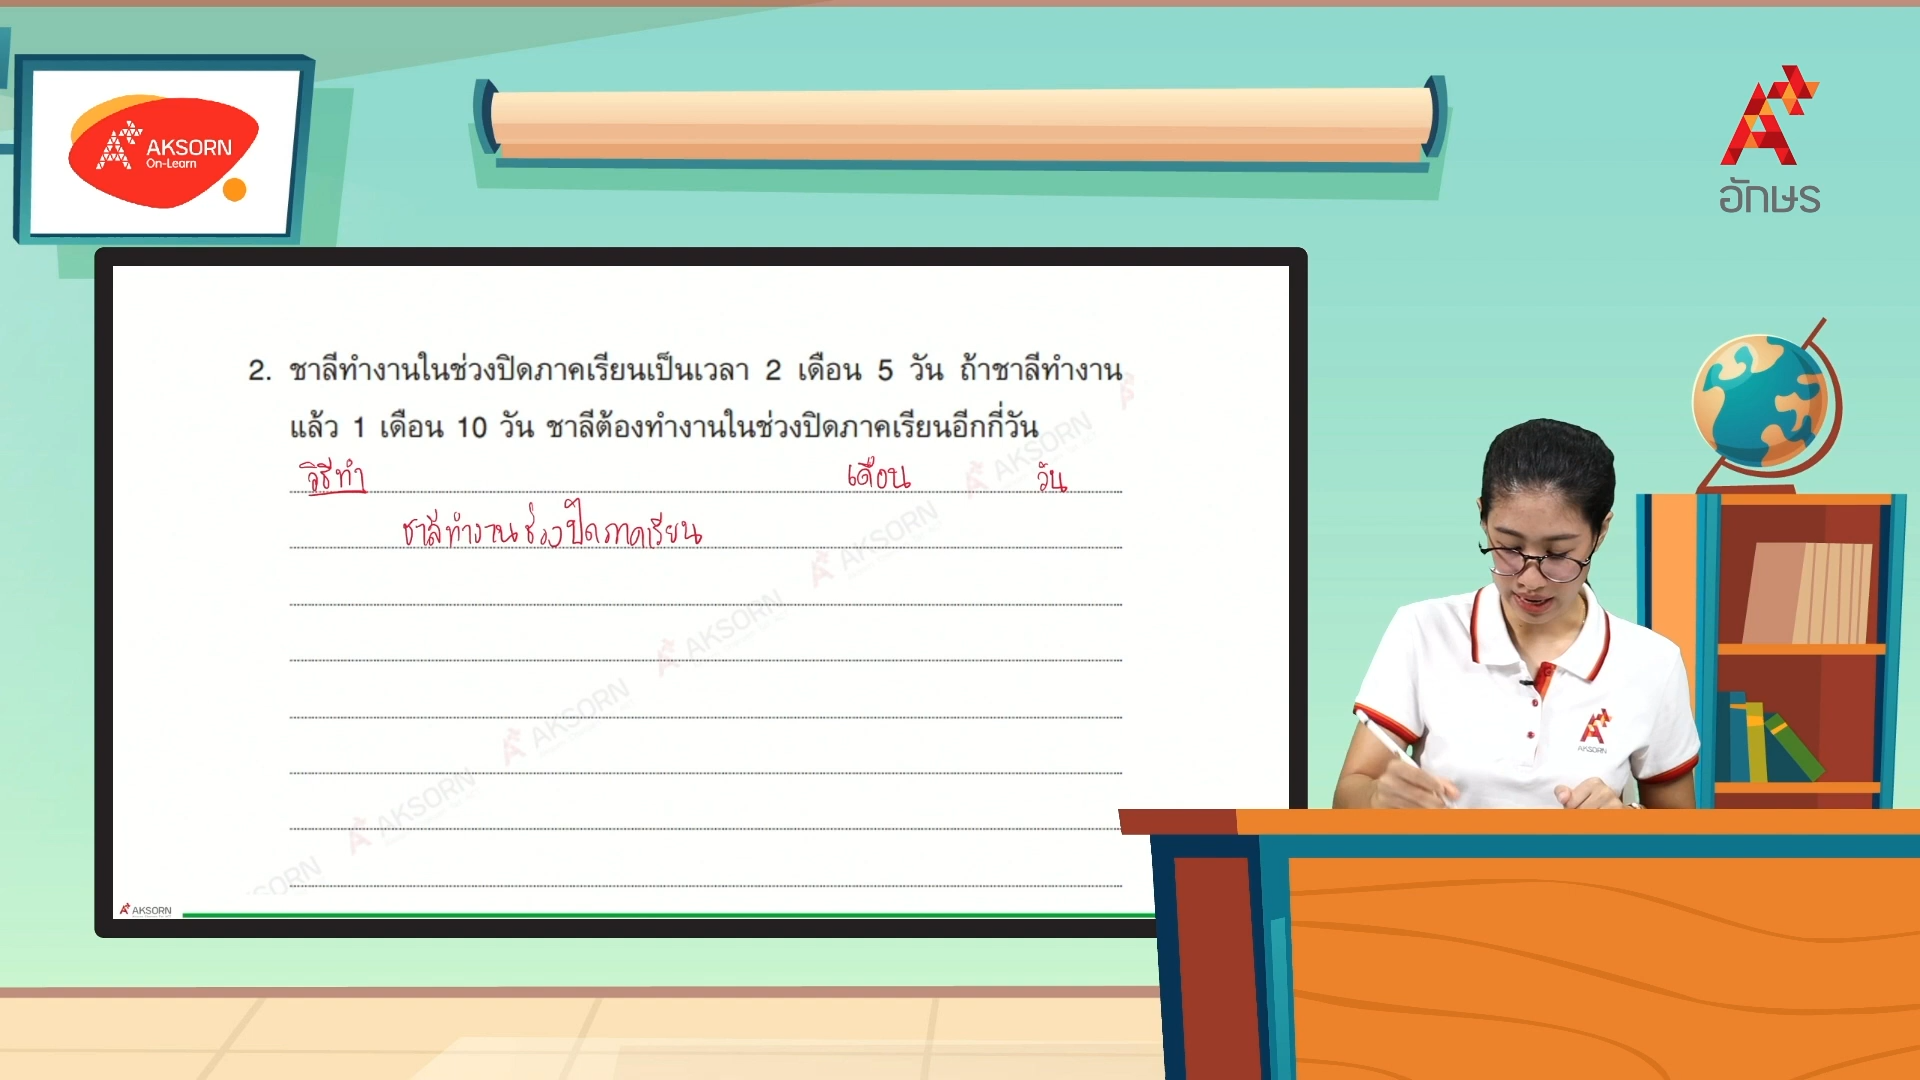 AKSORN
On-Learn
อักษร
2. ชาลีทำงานในช่วงปิดภาคเรียนเป็นเวลา 2 เดือน 5 วัน ถ้าชาลีทำงาน
แล้ว 1 เดือน 10 วัน ชาลีต้องทำงานในช่วงปิดภาคเรียนอีกกี่วัน
วิธีทำ เดือน วัน
ชาลีทำงานช่วงปิดภาคเรียน
AKSORN
AKSORN
AKSORN
AKSORN
AKSORN
AKSORN
AKSORN